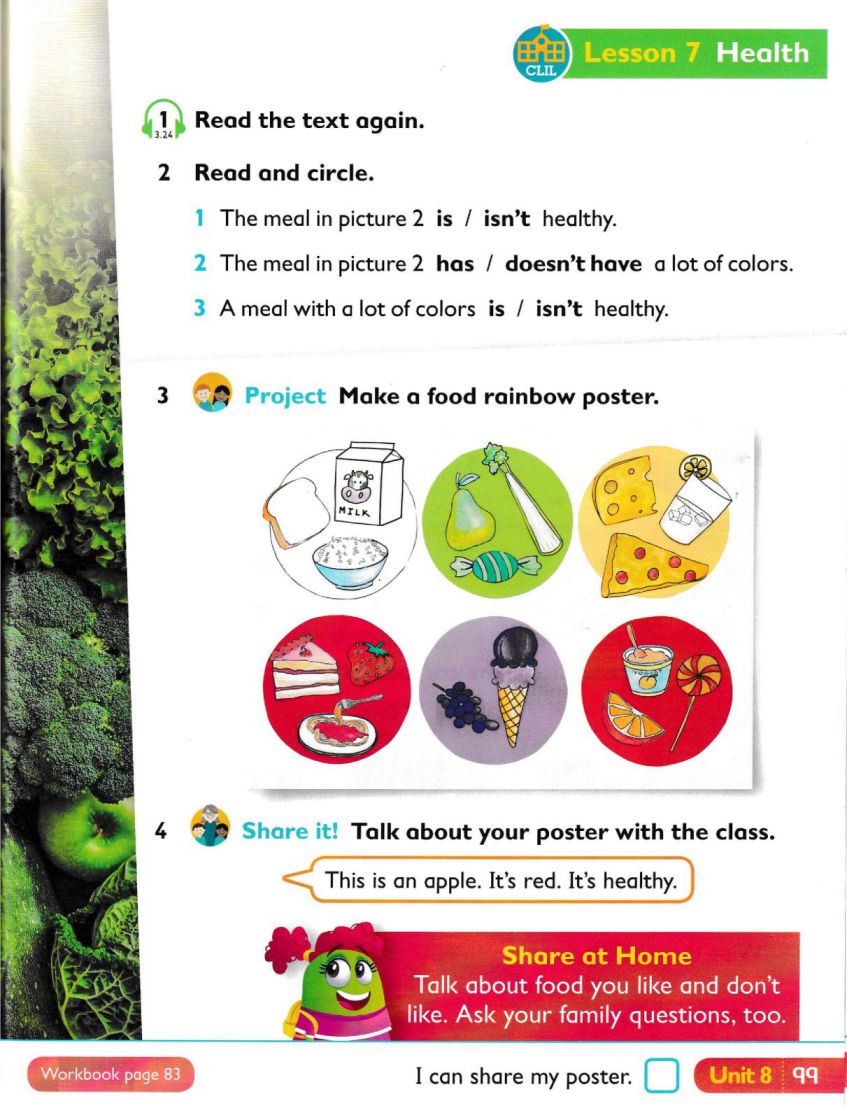 CLIL
Lesson 7 Health
1 Read the text again.
3.24
2 Read and circle.
1 The meal in picture 2 is / isn't healthy.
2 The meal in picture 2 has / doesn't have a lot of colors.
3 A meal with a lot of colors is / isn't healthy.
3 Project Make a food rainbow poster.
MILK
YOGURT
4 Share it! Talk about your poster with the class.
This is an apple. It's red. It's healthy.
Share at Home
Talk about food you like and don't
like. Ask your family questions, too.
Workbook page 83
I can share my poster.
Unit 8 99